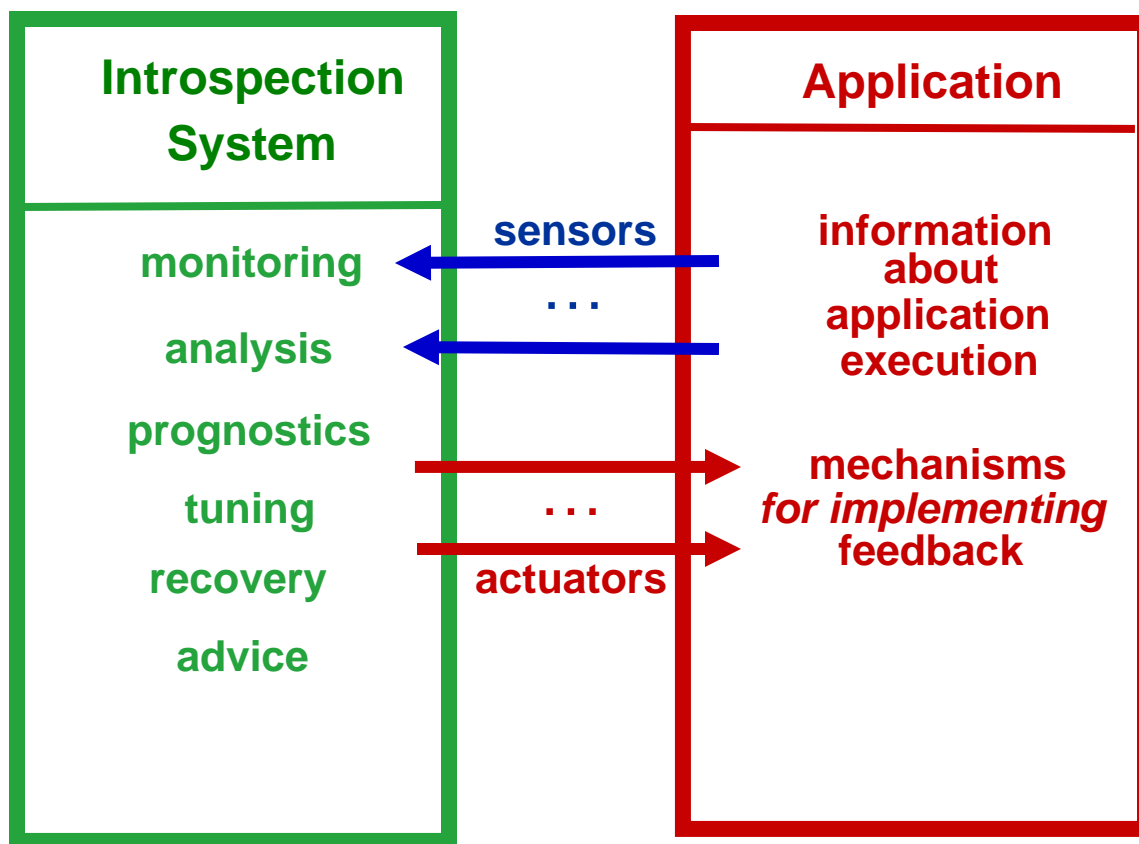 Introspection
System
monitoring
analysis
prognostics
tuning
recovery
advice
sensors
. . .
. . .
actuators
Application
information
about
application
execution
mechanisms
for implementing
feedback